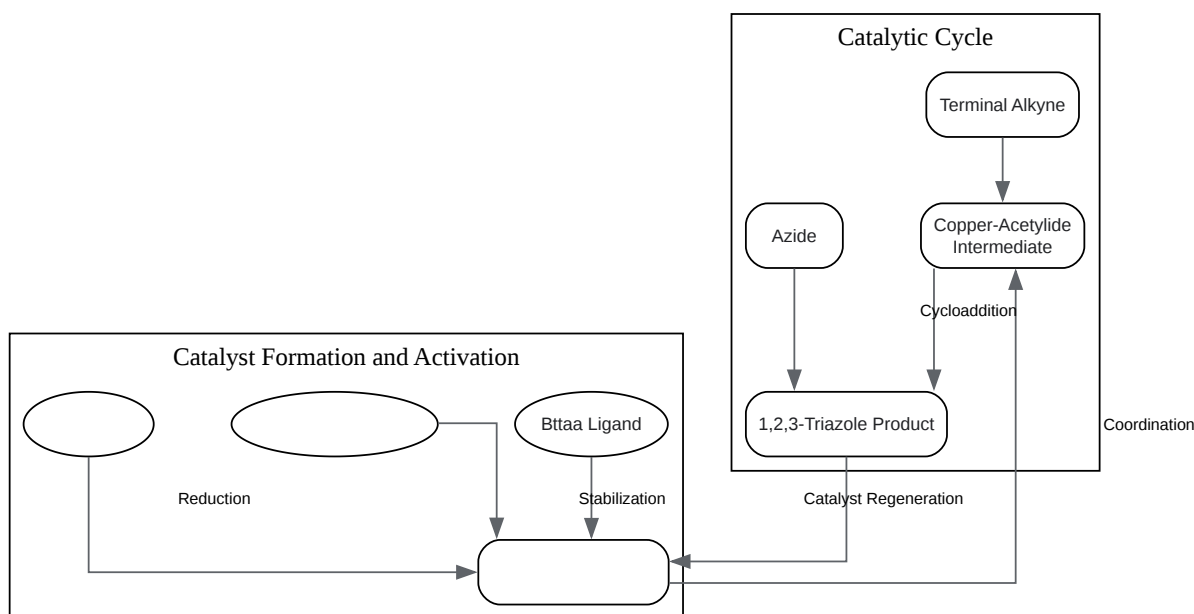 Catalytic Cycle
Terminal Alkyne
Azide
Copper-Acetylide
Intermediate
Cycloaddition
Catalyst Formation and Activation
Bttaa Ligand
1,2,3-Triazole Product
Coordination
Reduction
Stabilization
Catalyst Regeneration